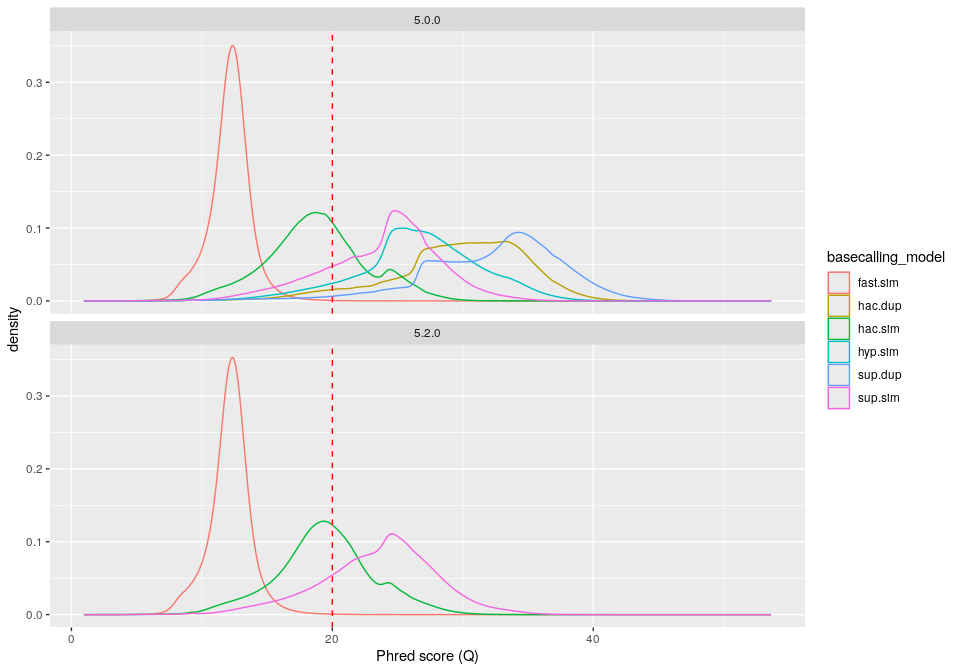 5.0.0
0.3
0.2
0.1
0.0
5.2.0
0.3
0.2
0.1
0.0
0
20
40
Phred score (Q)
density
basecalling_model
fast.sim
hac.dup
hac.sim
hyp.sim
sup.dup
sup.sim